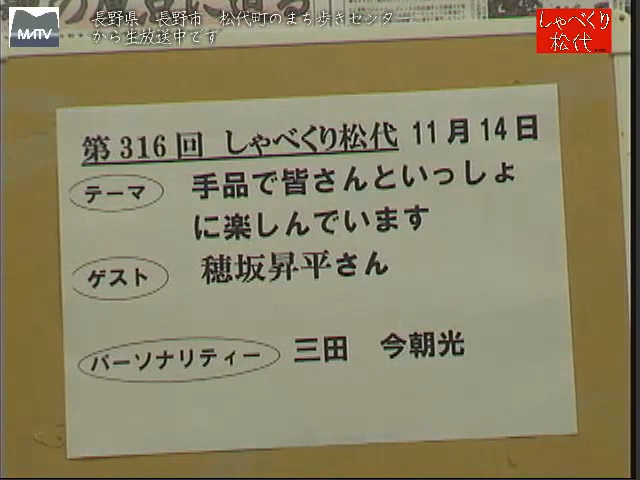 MMTV
長野県 長野市 松代町のまち歩きセンター
…から生放送中です
しゃべくり
松代
第316回 しゃべくり松代 11月14日
テーマ
手品で皆さんといっしょ
に楽しんでいます
ゲスト
穂坂昇平さん
パーソナリティー
三田 今朝光